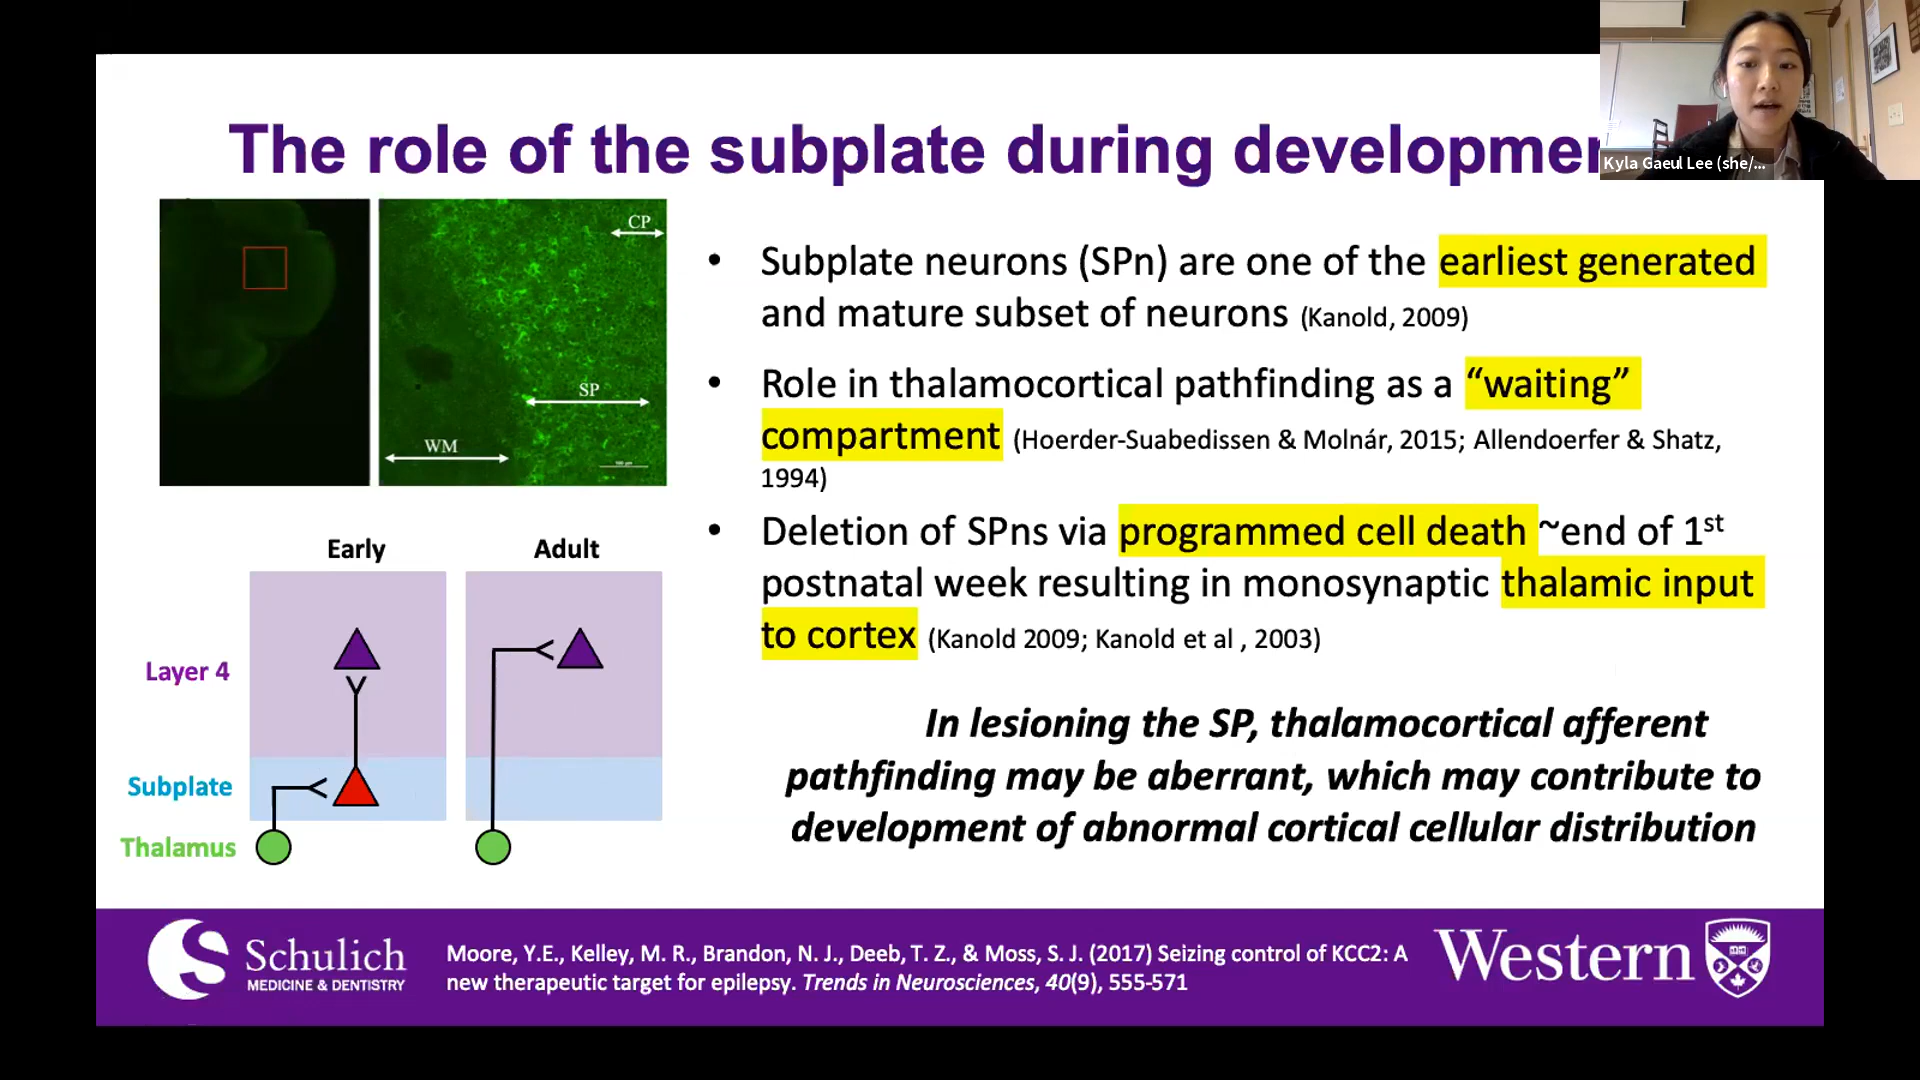 The role of the subplate during developmen
Kyla Gaeul Lee (she/...
CP
SP
WM
• Subplate neurons (SPn) are one of the earliest generated
and mature subset of neurons (Kanold, 2009)
• Role in thalamocortical pathfinding as a “waiting”
compartment (Hoerder-Suabedissen & Molnár, 2015; Allendoerfer & Shatz,
1994)
• Deletion of SPns via programmed cell death ~end of 1st
postnatal week resulting in monosynaptic thalamic input
to cortex (Kanold 2009; Kanold et al , 2003)
In lesioning the SP, thalamocortical afferent
pathfinding may be aberrant, which may contribute to
development of abnormal cortical cellular distribution
Early
Adult
Layer 4
Subplate
Thalamus
Schulich
MEDICINE & DENTISTRY
Moore, Y.E., Kelley, M. R., Brandon, N. J., Deeb, T. Z., & Moss, S. J. (2017) Seizing control of KCC2: A
new therapeutic target for epilepsy. Trends in Neurosciences, 40(9), 555-571
Western